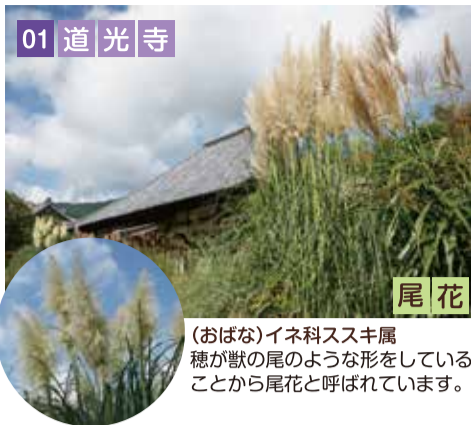 01 道光寺
尾花
(おばな)イネ科ススキ属
穂が獣の尾のような形をしている
ことから尾花と呼ばれています。